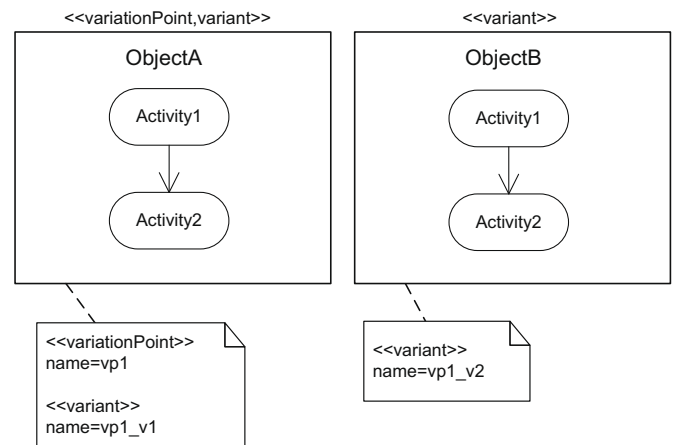 <<variationPoint,variant>>
ObjectA
Activity1
Activity2
<<variationPoint>>
name=vp1
<<variant>>
name=vp1_v1
<<variant>>
ObjectB
Activity1
Activity2
<<variant>>
name=vp1_v2